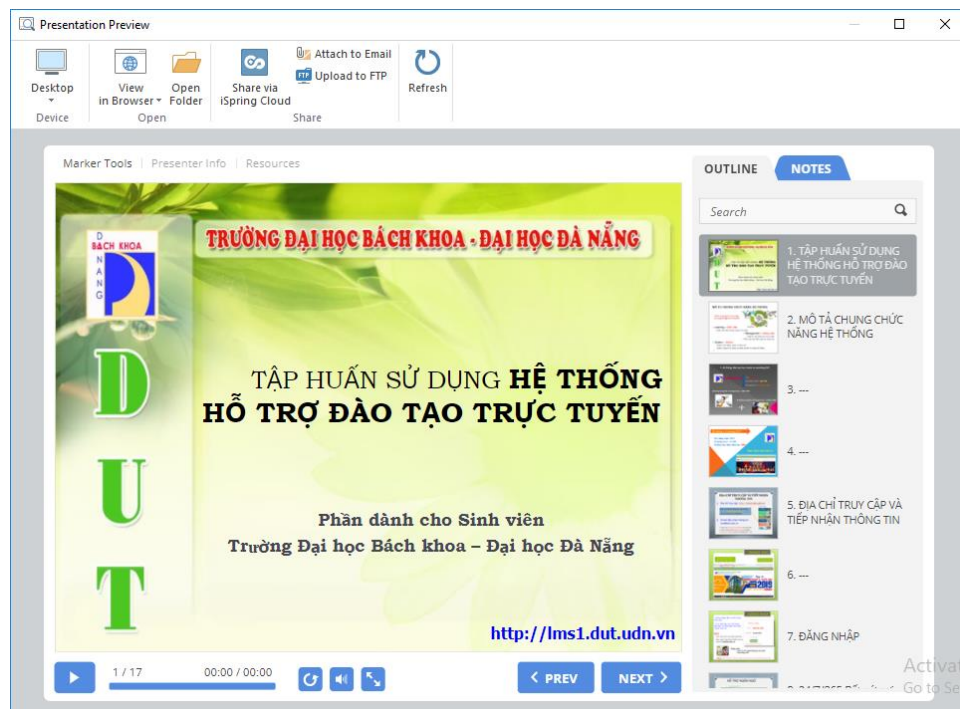 Presentation Preview
Desktop
Device
View
in Browser
Open
Folder
Open
Share via
iSpring Cloud
Attach to Email
FTP Upload to FTP
Share
Refresh
Marker Tools | Presenter Info | Resources
D
BÁCH KHOA
N
A
N
G
TRƯỜNG ĐẠI HỌC BÁCH KHOA - ĐẠI HỌC ĐÀ NẴNG
D
U
T
TẬP HUẤN SỬ DỤNG HỆ THỐNG
HỖ TRỢ ĐÀO TẠO TRỰC TUYẾN
Phần dành cho Sinh viên
Trường Đại học Bách khoa – Đại học Đà Nẵng
http://lms1.dut.udn.vn
1 / 17
00:00 / 00:00
PREV
NEXT
OUTLINE
NOTES
Search
1. TẬP HUẤN SỬ DỤNG
HỆ THỐNG HỖ TRỢ ĐÀO
TẠO TRỰC TUYẾN
2. MÔ TẢ CHUNG CHỨC
NĂNG HỆ THỐNG
3. ---
4. ---
5. ĐỊA CHỈ TRUY CẬP VÀ
TIẾP NHẬN THÔNG TIN
6. ---
7. ĐĂNG NHẬP
Activat
Go to Se